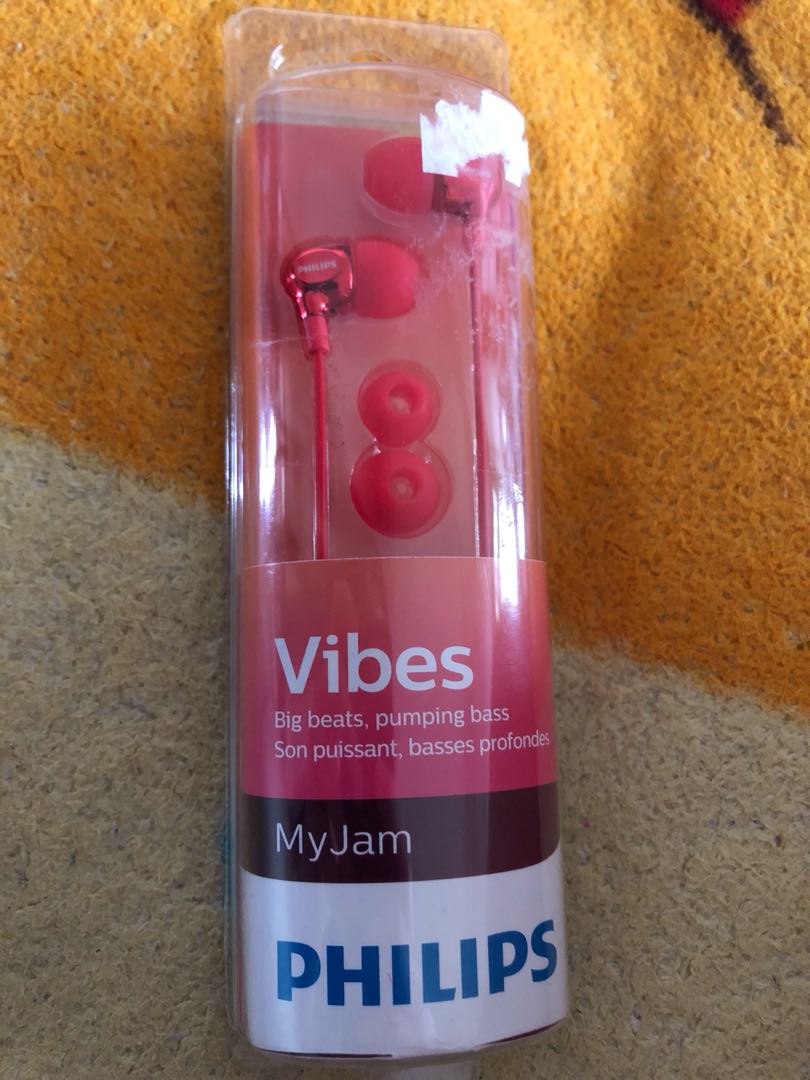 PHILIPS
Vibes
Big beats, pumping bass
Son puissant, basses profondes
MyJam
PHILIPS